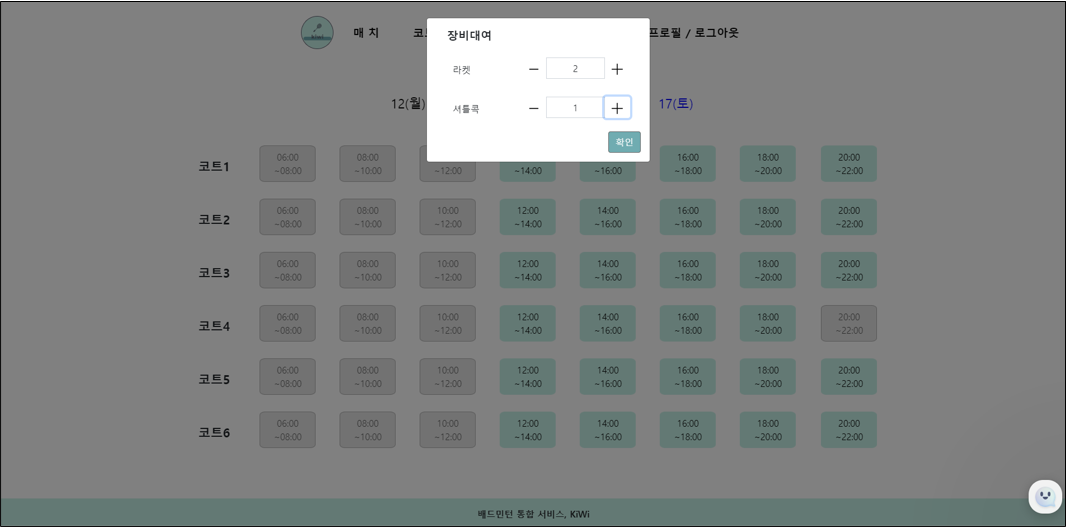 매 치
프로필 / 로그아웃
장비대여
라켓 2
셔틀콕 1
확인
12(월) 17(토)
코트1 06:00 08:00 16:00 18:00 20:00
~08:00 ~10:00 ~12:00 ~14:00 ~16:00 ~18:00 ~20:00 ~22:00
코트2 06:00 08:00 10:00 12:00 14:00 16:00 18:00 20:00
~08:00 ~10:00 ~12:00 ~14:00 ~16:00 ~18:00 ~20:00 ~22:00
코트3 06:00 08:00 10:00 12:00 14:00 16:00 18:00 20:00
~08:00 ~10:00 ~12:00 ~14:00 ~16:00 ~18:00 ~20:00 ~22:00
코트4 06:00 08:00 10:00 12:00 14:00 16:00 18:00 20:00
~08:00 ~10:00 ~12:00 ~14:00 ~16:00 ~18:00 ~20:00 ~22:00
코트5 06:00 08:00 10:00 12:00 14:00 16:00 18:00 20:00
~08:00 ~10:00 ~12:00 ~14:00 ~16:00 ~18:00 ~20:00 ~22:00
코트6 06:00 08:00 10:00 12:00 14:00 16:00 18:00 20:00
~08:00 ~10:00 ~12:00 ~14:00 ~16:00 ~18:00 ~20:00 ~22:00
배드민턴 통합 서비스, KiWi